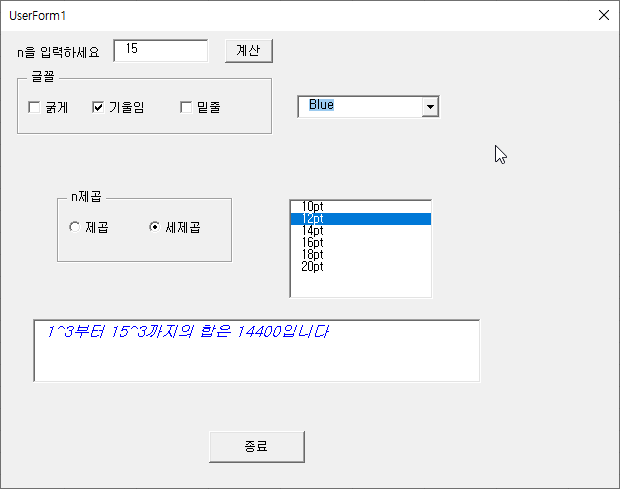 UserForm1
n을 입력하세요 15 계산
글꼴
굵게 기울임 밑줄
Blue
n제곱
제곱 세제곱
10pt
12pt
14pt
16pt
18pt
20pt
1^3부터 15^3까지의 합은 14400입니다
종료